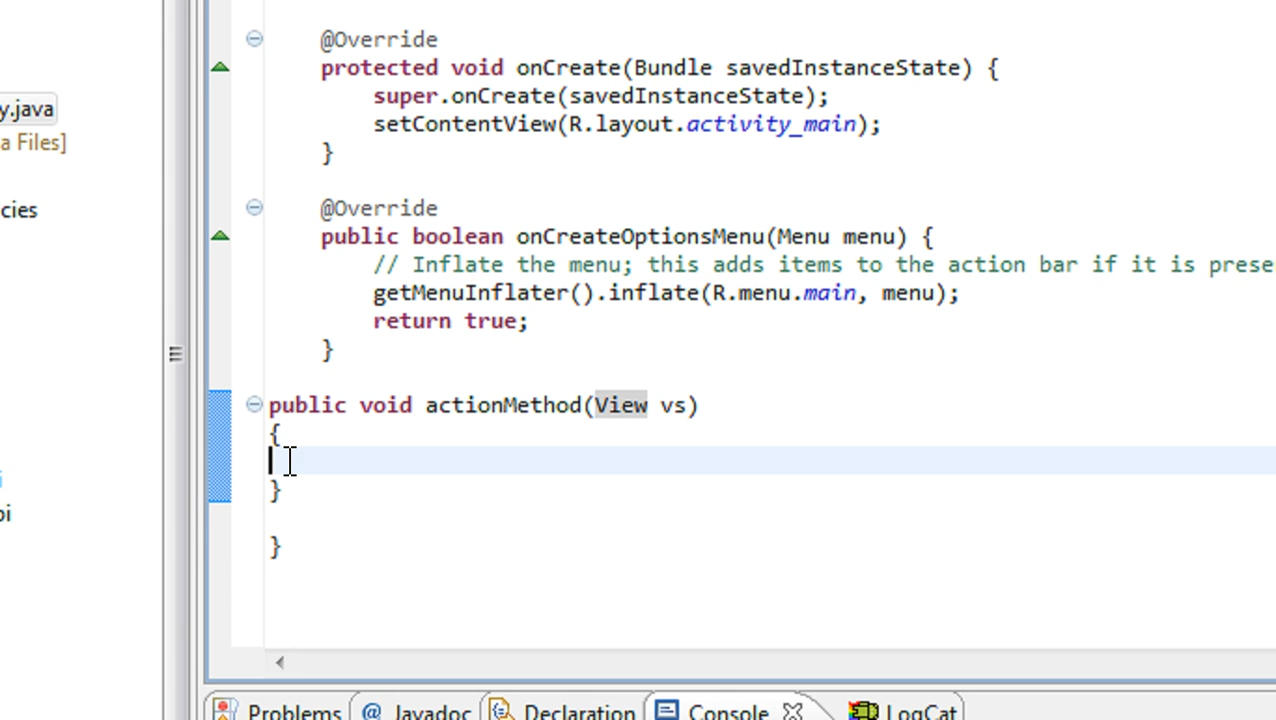 @Override
protected void onCreate(Bundle savedInstanceState) {
super.onCreate(savedInstanceState);
setContentView(R.layout.activity_main);
}
@Override
public boolean onCreateOptionsMenu(Menu menu) {
// Inflate the menu; this adds items to the action bar if it is prese
getMenuInflater().inflate(R.menu.main, menu);
return true;
}
public void actionMethod(View vs)
{
}
}
y.java
a Files]
cies
i
pi
Problems @ Javadoc Declaration Console LogCat